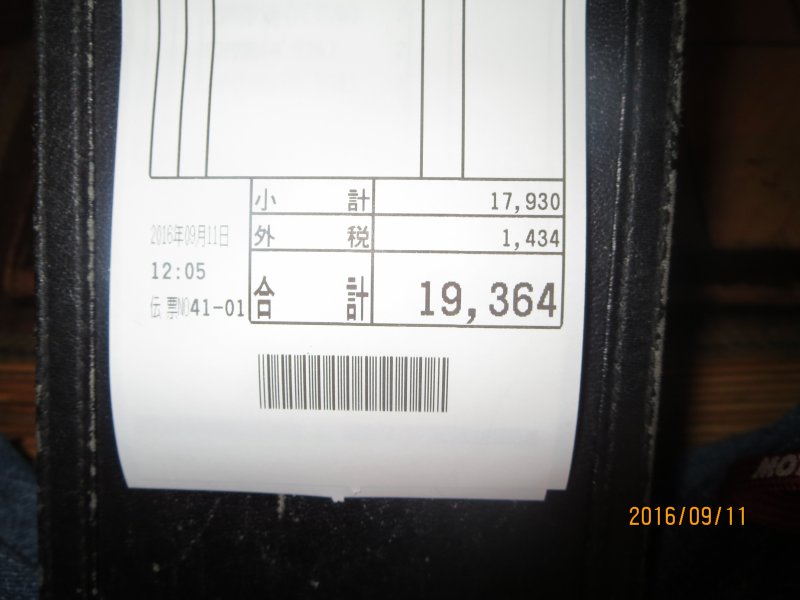 小計 17,930
外税 1,434
合計 19,364
2016年09月11日
12:05
伝票NO41-01
2016/09/11